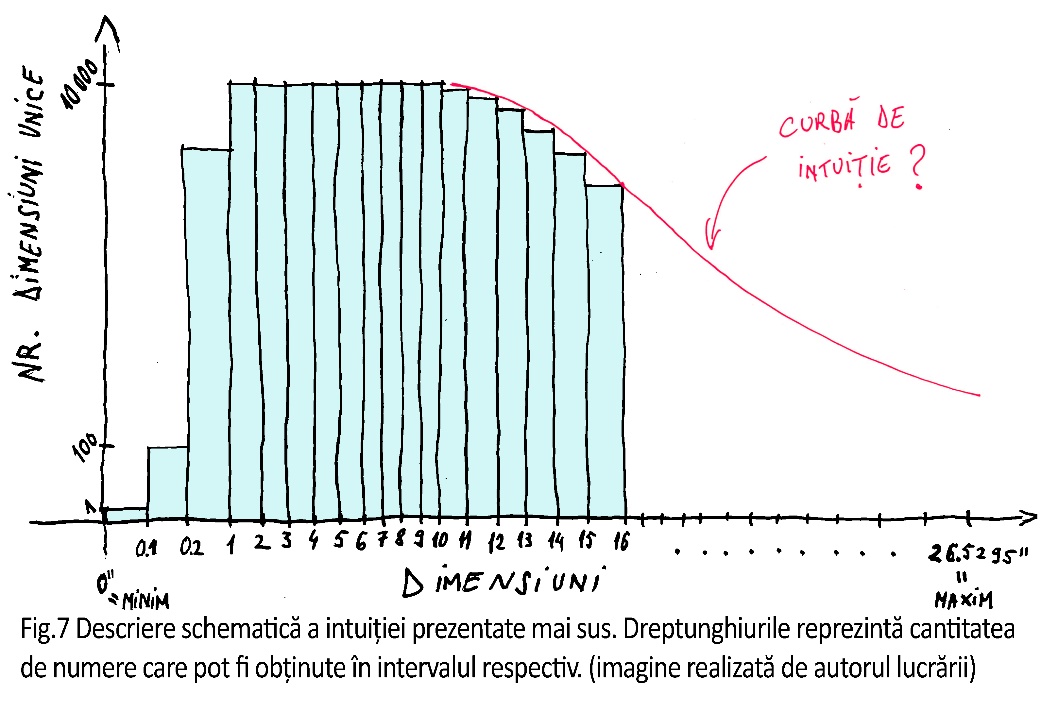 NR. DIMENSIUNI UNICE
10000
100
1
CURBĂ DE
INTUIȚIE ?
0.1 0.2 1 2 3 4 5 6 7 8 9 10 11 12 13 14 15 16 . . . . . . . . . 26.5295"
0" = MINIM
DIMENSIUNI
"
MAXIM
Fig.7 Descriere schematică a intuiției prezentate mai sus. Dreptunghiurile reprezintă cantitatea
de numere care pot fi obținute în intervalul respectiv. (imagine realizată de autorul lucrării)